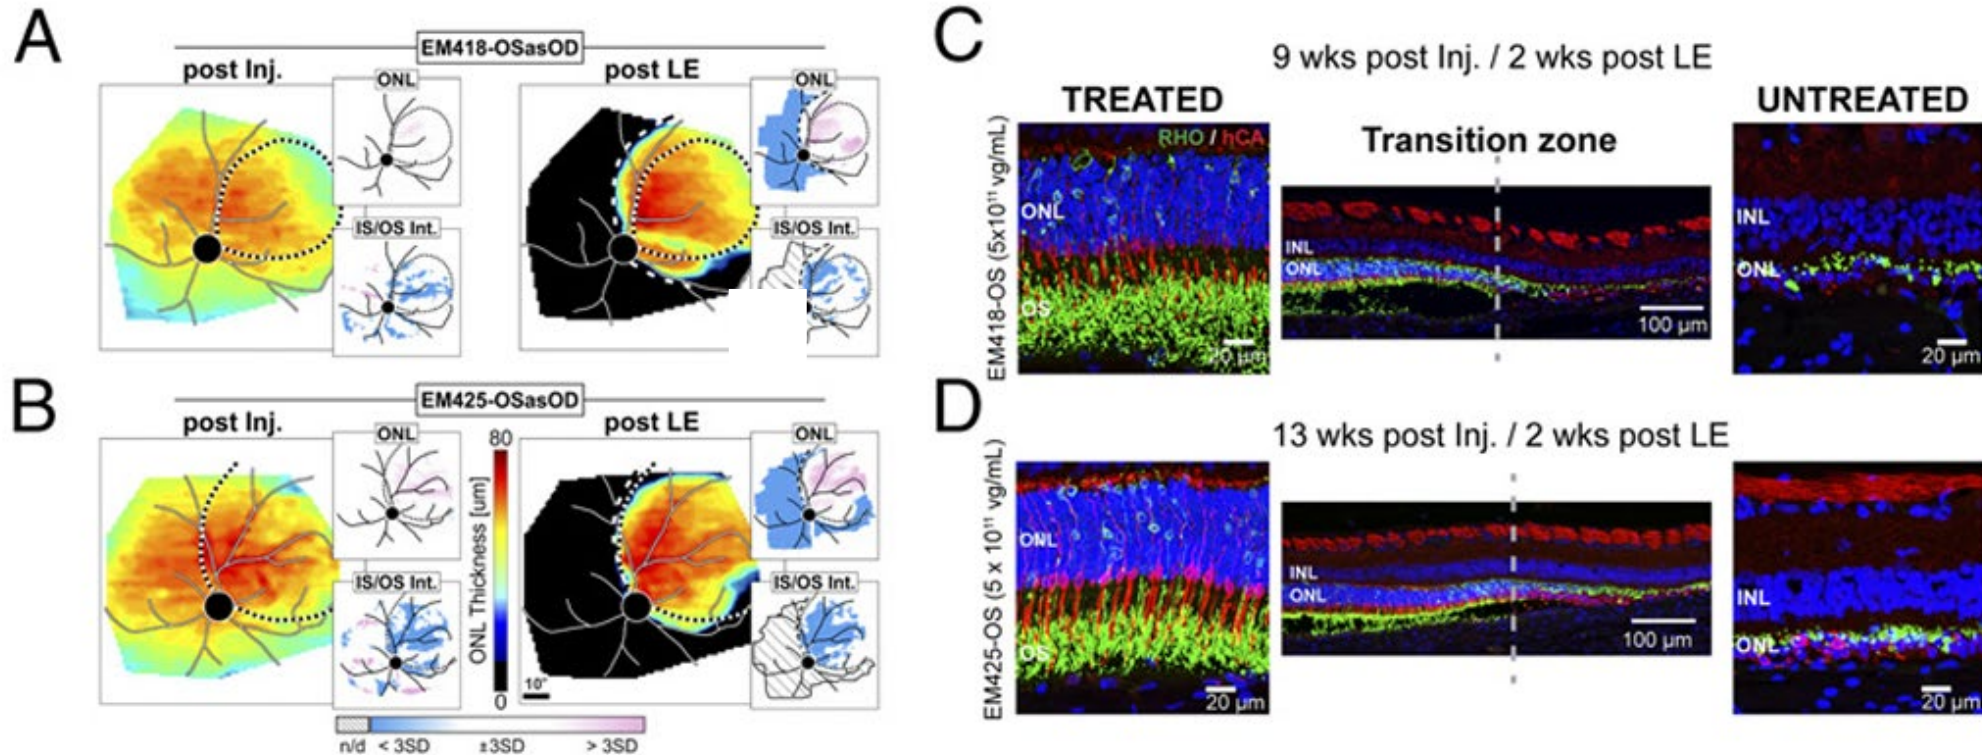 A
EM418-OSasOD
post Inj.
post LE
ONL
ONL
IS/OS Int.
IS/OS Int.
B
EM425-OSasOD
post Inj.
post LE
ONL
80
ONL
IS/OS Int.
IS/OS Int.
ONL Thickness [um]
10°
0
n/d < 3SD ±3SD > 3SD
C
9 wks post Inj. / 2 wks post LE
TREATED
Transition zone
UNTREATED
EM418-OS (5x10¹¹ vg/mL)
RHO / hCA
ONL
OS
20 µm
INL
ONL
100 µm
INL
ONL
20 µm
D
13 wks post Inj. / 2 wks post LE
EM425-OS (5 x 10¹¹ vg/mL)
ONL
OS
20 µm
INL
ONL
100 µm
INL
ONL
20 µm